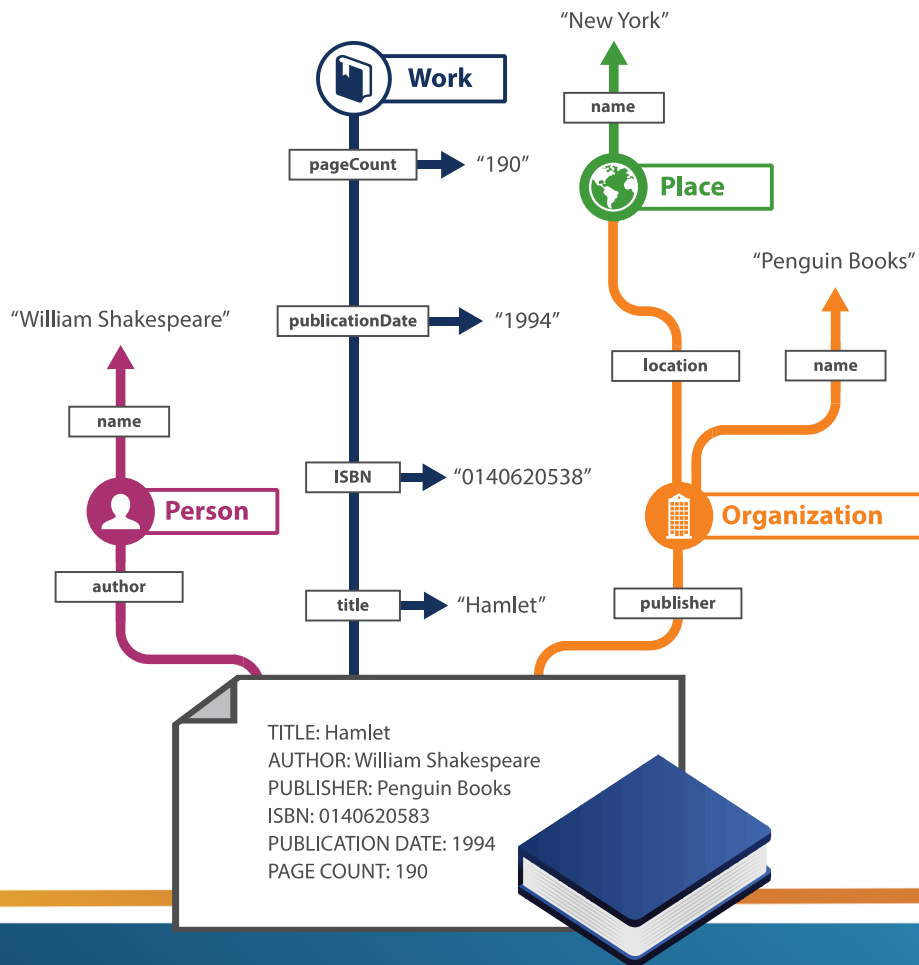 “New York”
Work
name
pageCount
“190”
Place
“Penguin Books”
“William Shakespeare”
publicationDate
“1994”
location
name
name
ISBN
“0140620538”
Person
Organization
author
title
“Hamlet”
publisher
TITLE: Hamlet
AUTHOR: William Shakespeare
PUBLISHER: Penguin Books
ISBN: 0140620583
PUBLICATION DATE: 1994
PAGE COUNT: 190